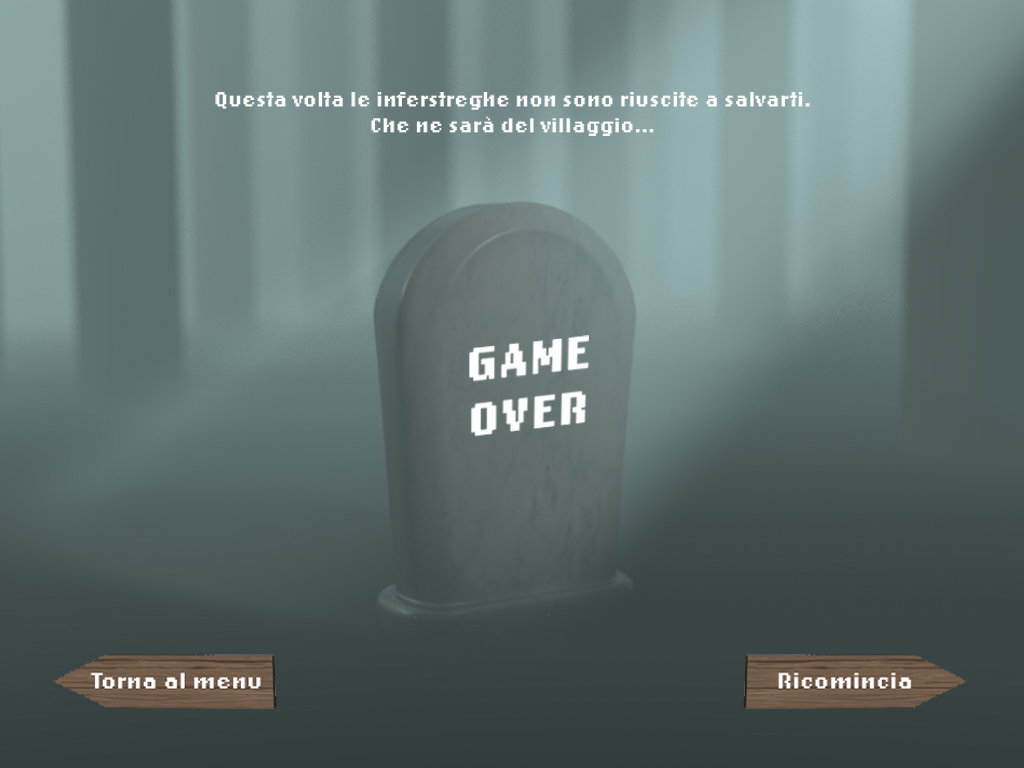 Questa volta le inferstreghe non sono riuscite a salvarti.
Che ne sarà del villaggio...
GAME
OVER
Torna al menu
Ricomincia